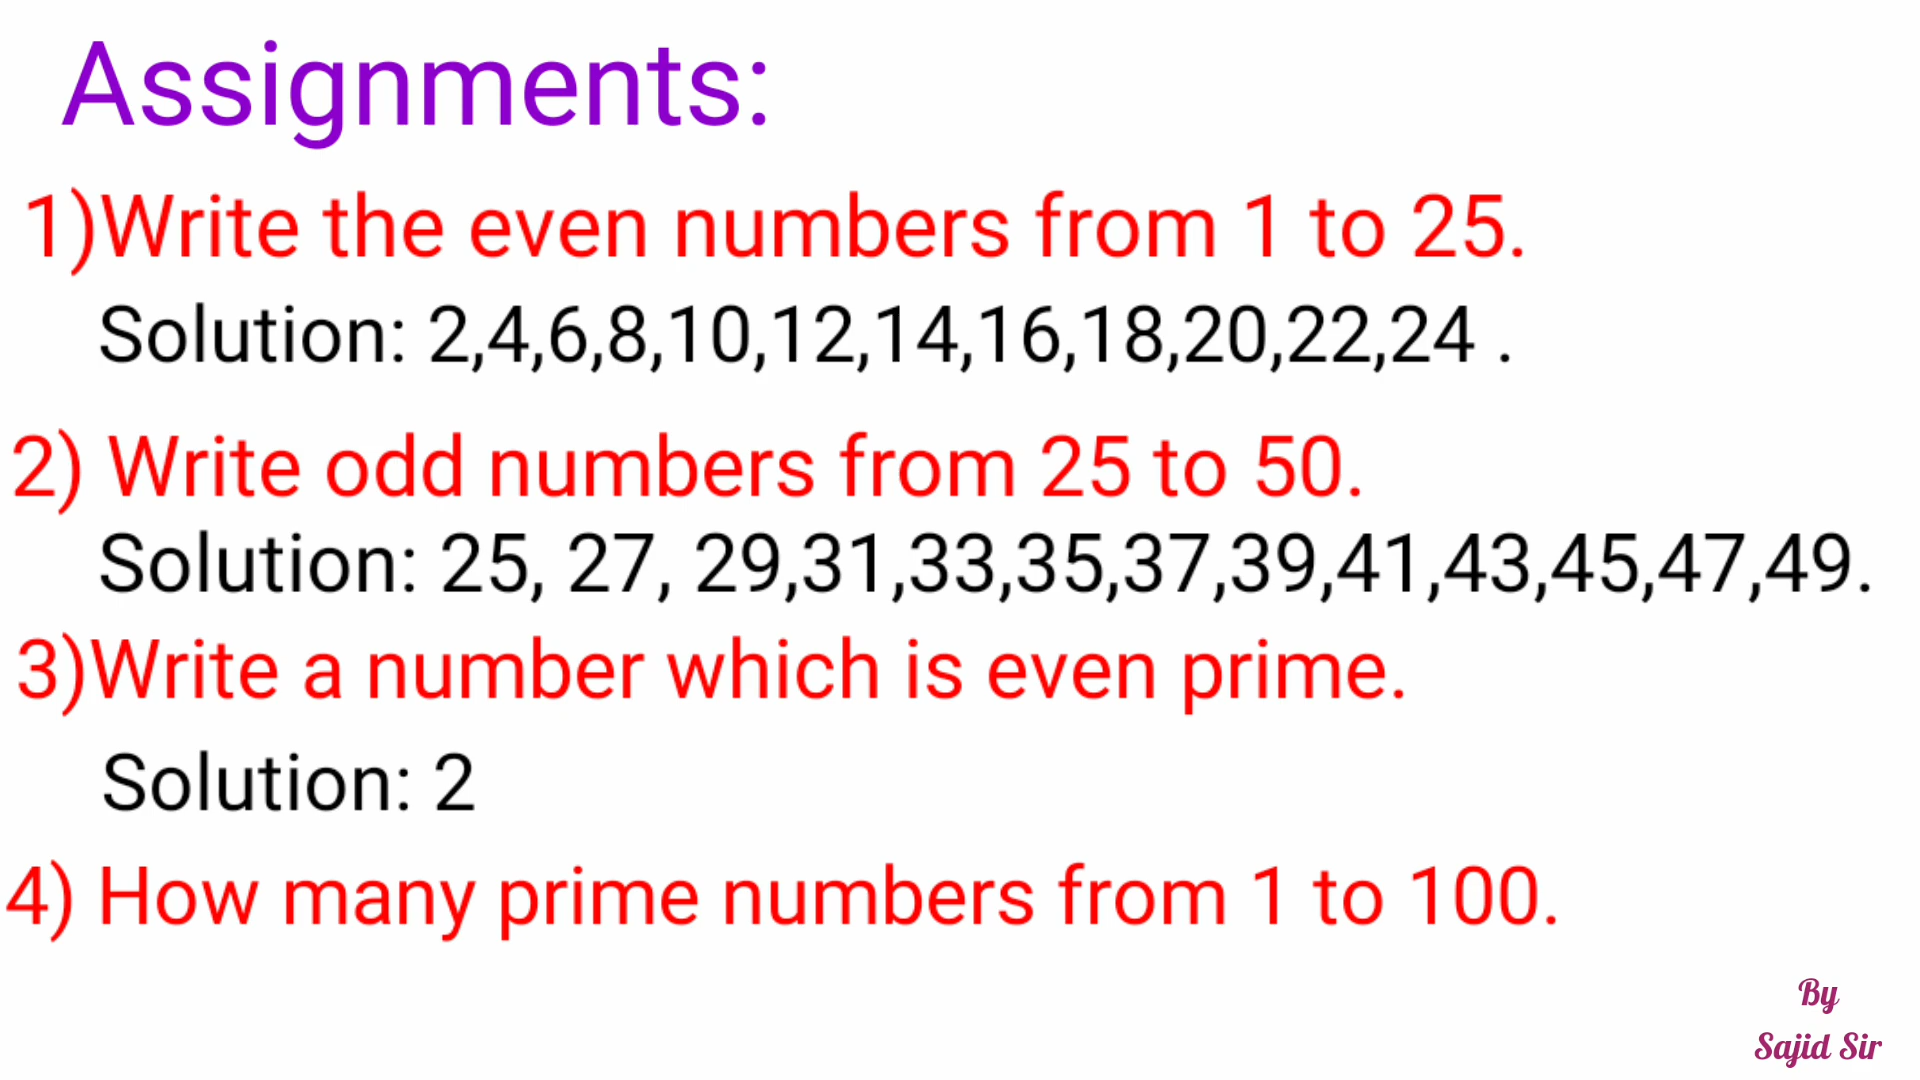 Assignments:
1)Write the even numbers from 1 to 25.
Solution: 2,4,6,8,10,12,14,16,18,20,22,24 .
2) Write odd numbers from 25 to 50.
Solution: 25, 27, 29,31,33,35,37,39,41,43,45,47,49.
3)Write a number which is even prime.
Solution: 2
4) How many prime numbers from 1 to 100.
By
Sajid Sir